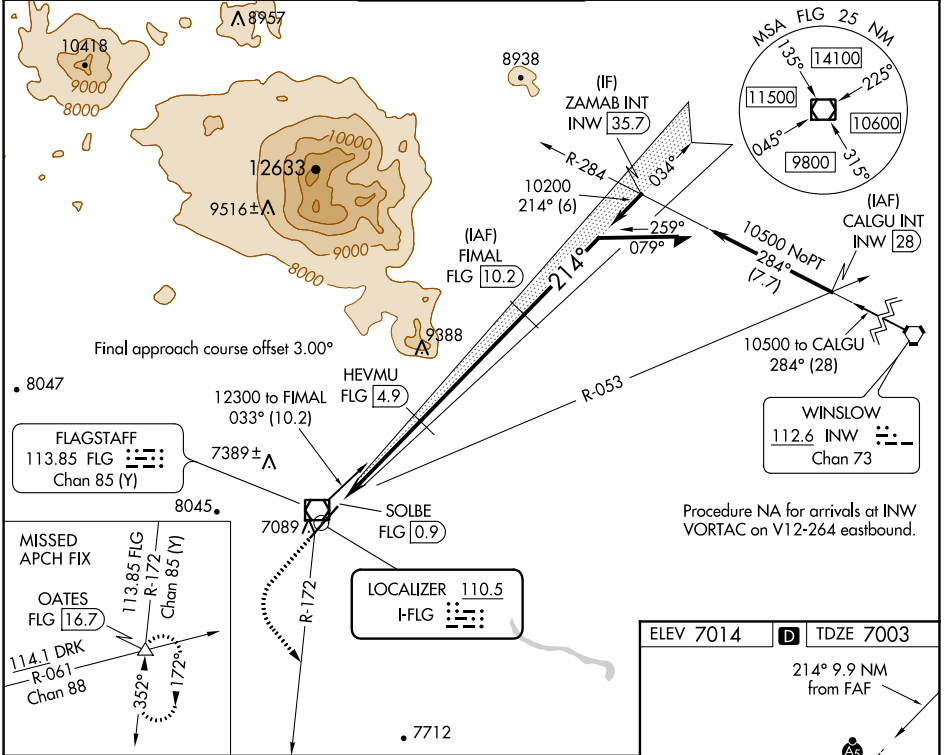 8957
10418
9000
8000
8938
(IF)
ZAMAB INT
INW 35.7
MSA FLG 25 NM
135°
14100
225°
11500
10600
045°
9800
315°
10000
12633
9516±
9000
8000
R-284
034°
10200
214° (6)
259°
079°
(IAF)
CALGU INT
INW 28
10500 NoPT
284°
(7.7)
(IAF)
FIMAL
FLG 10.2
214°
9388
Final approach course offset 3.00°
8047
HEVMU
FLG 4.9
12300 to FIMAL
033° (10.2)
R-053
10500 to CALGU
284° (28)
WINSLOW
112.6 INW
Chan 73
FLAGSTAFF
113.85 FLG
Chan 85 (Y)
7389±
8045
7089
SOLBE
FLG 0.9
Procedure NA for arrivals at INW
VORTAC on V12-264 eastbound.
LOCALIZER 110.5
I-FLG
R-172
MISSED
APCH FIX
OATES
FLG 16.7
113.85 FLG
R-172
Chan 85 (Y)
114.1 DRK
R-061
Chan 88
352°
172°
7712
ELEV 7014
D
TDZE 7003
214° 9.9 NM
from FAF
A5